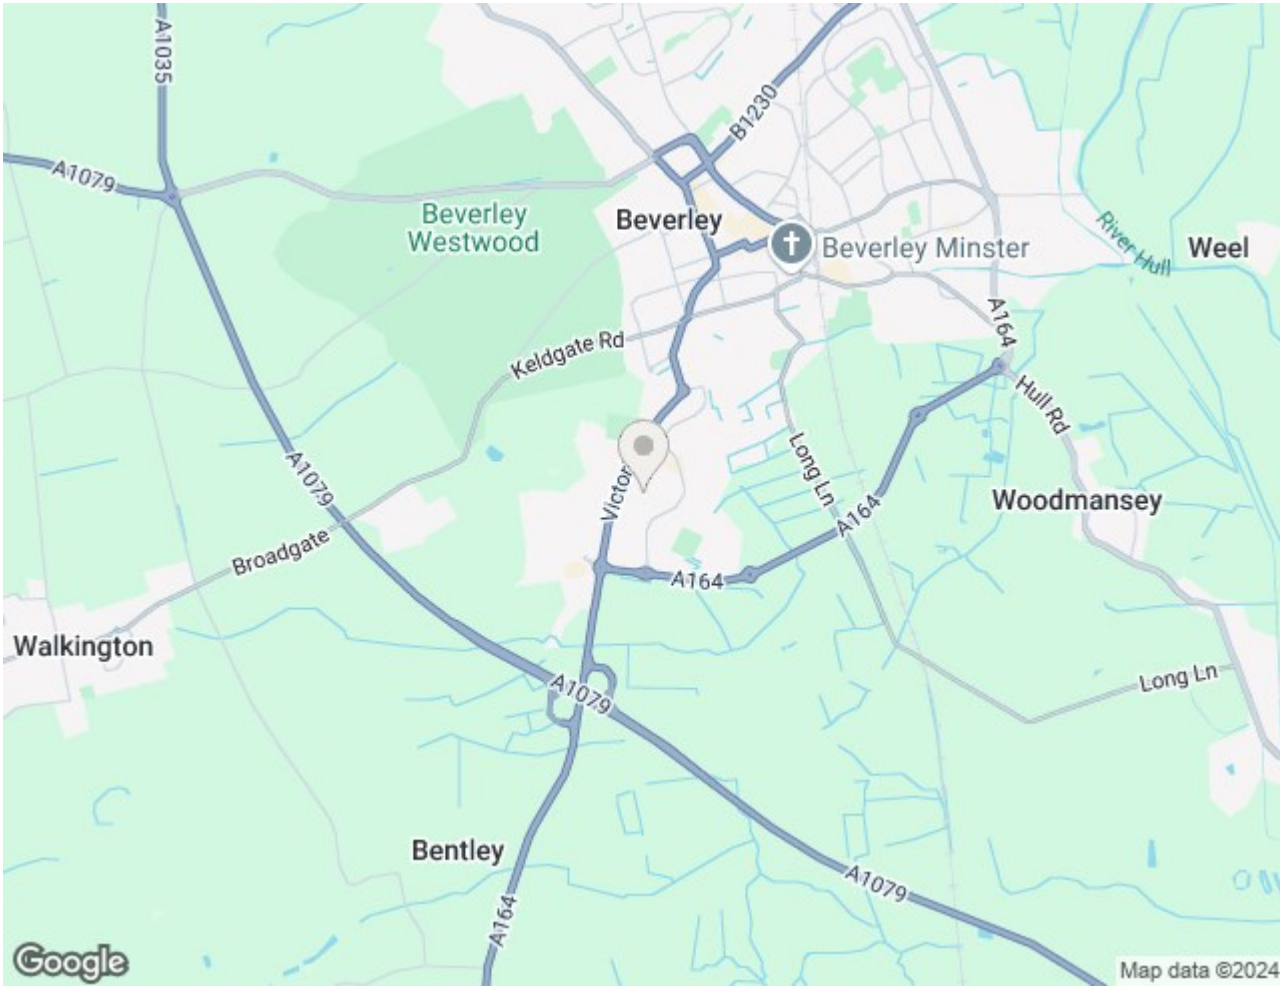 A1035
B1230
A1079
Beverley
Westwood
Beverley
Beverley Minster
River Hull
Weel
A164
Keldgate Rd
Hull Rd
Long Ln
A1079
Victor
A164
Woodmansey
Broadgate
A164
Walkington
Long Ln
A1079
Bentley
A1079
A164
Google
Map data ©2024